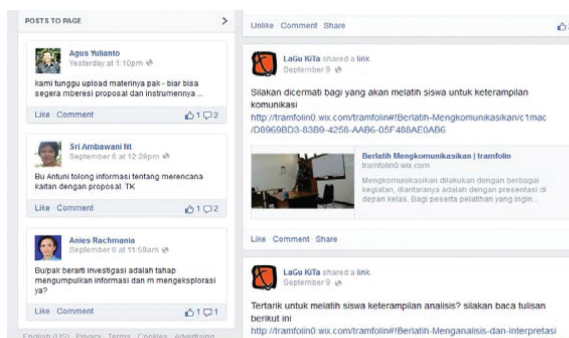 POSTS TO PAGE
Agus Yulianto
Yesterday at 1:10pm
kami tunggu upload materinya pak - biar bisa
segera mberesi proposal dan instrumennya ...
Like · Comment
1 2
Sri Ambawani Nt
September 6 at 12:28pm
Bu Antuni tolong informasi tentang merencana
kaitan dengan proposal. TK
Like · Comment
1 2
Anies Rachmania
September 6 at 11:59am
Bu/pak berarti investigasi adalah tahap
mengumpulkan informasi dan m mengeksplorasi
ya?
Like · Comment
1 1
English (US) · Privacy · Terms · Cookies · Advertising
Unlike · Comment · Share
LaGu KiTa shared a link.
September 9
Silakan dicermati bagi yang akan melatih siswa untuk keterampilan
komunikasi
http://tramfolin0.wix.com/tramfolin#!Berlatih-Mengkomunikasikan/c1mac
/D8969BD3-83B9-4258-AAB6-05F488AE0AB6
Berlatih Mengkomunikasikan | tramfolin
tramfolin0.wix.com
Mengkomunikasikan dilakukan dengan berbagai
kegiatan, diantaranya adalah dengan presentasi di
depan kelas. Bagi peserta pelatihan yang ingin...
Like · Comment · Share
LaGu KiTa shared a link.
September 9
Tertarik untuk melatih siswa keterampilan analisis? silakan baca tulisan
berikut ini
http://tramfolin0.wix.com/tramfolin#!Berlatih-Menganalisis-dan-Interpretasi